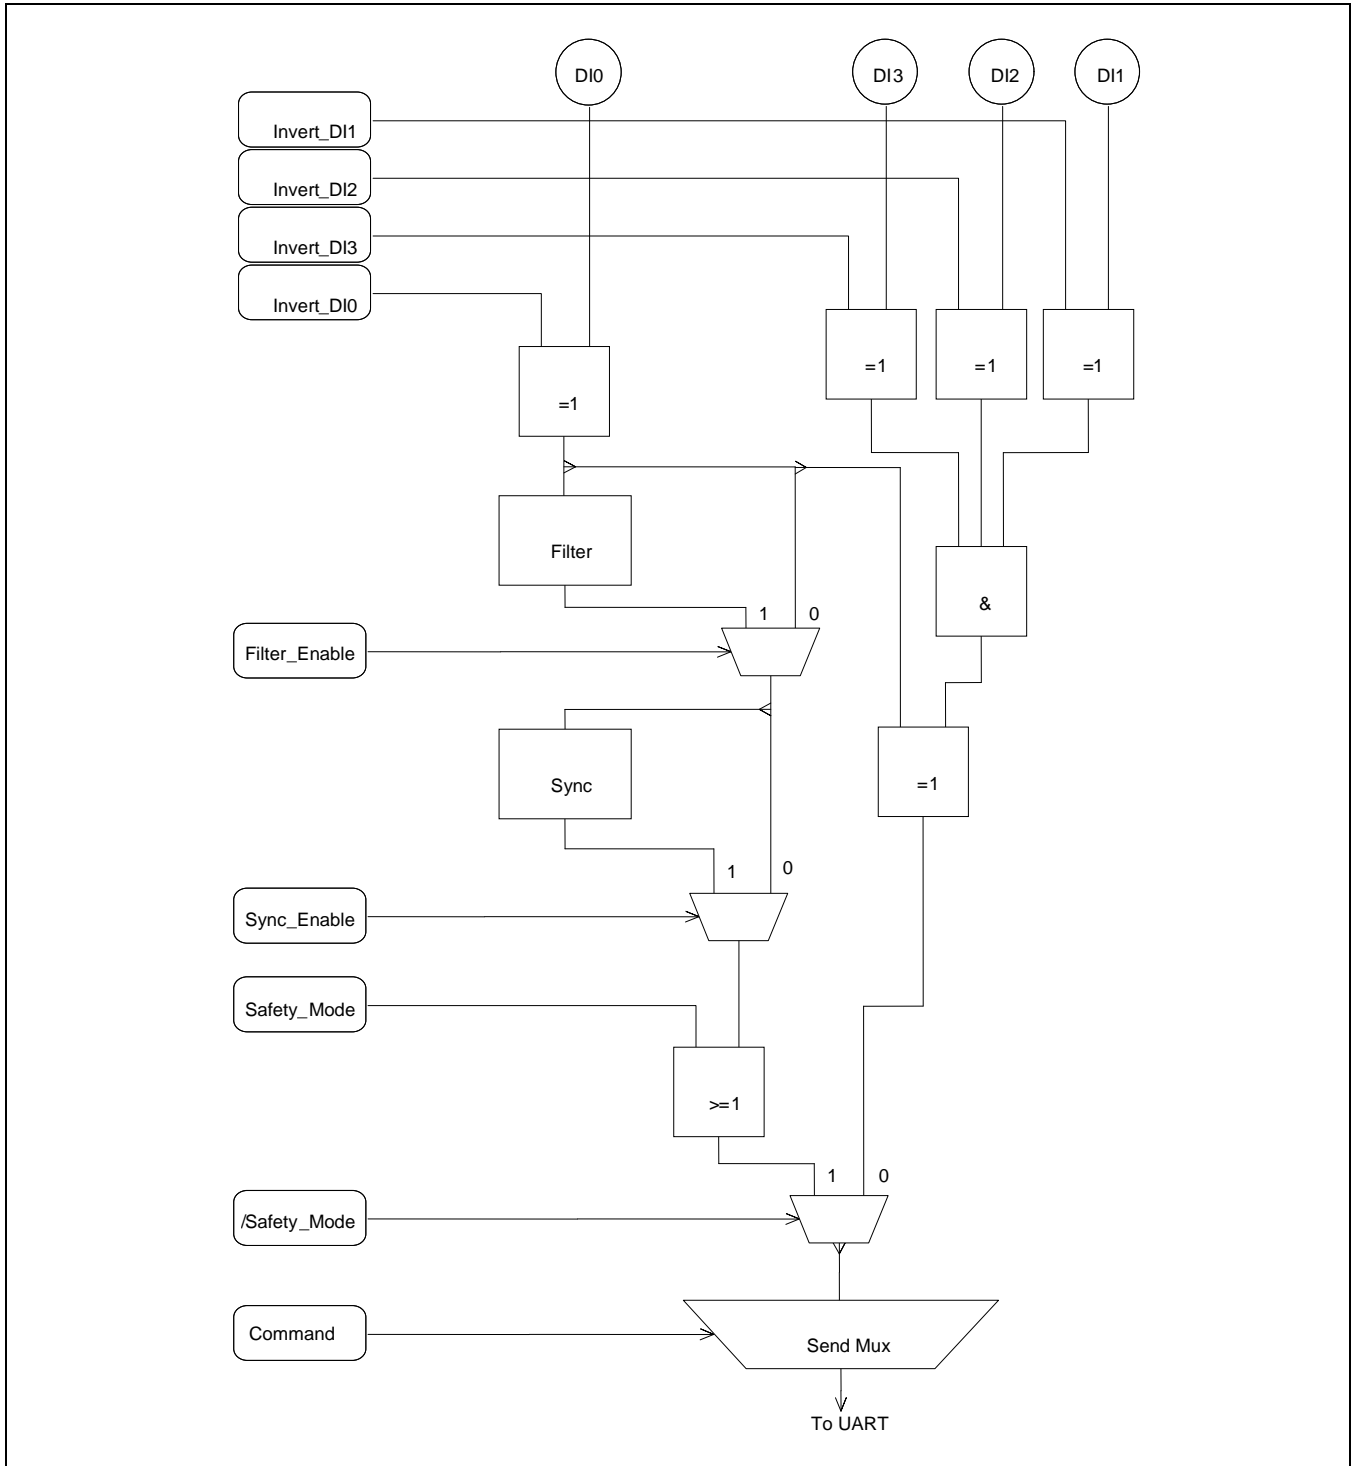 DI0
DI3
DI2
DI1
Invert_DI1
Invert_DI2
Invert_DI3
Invert_DI0
=1
=1
=1
=1
Filter
&
1
0
Filter_Enable
Sync
=1
1
0
Sync_Enable
Safety_Mode
>=1
1
0
/Safety_Mode
Command
Send Mux
To UART